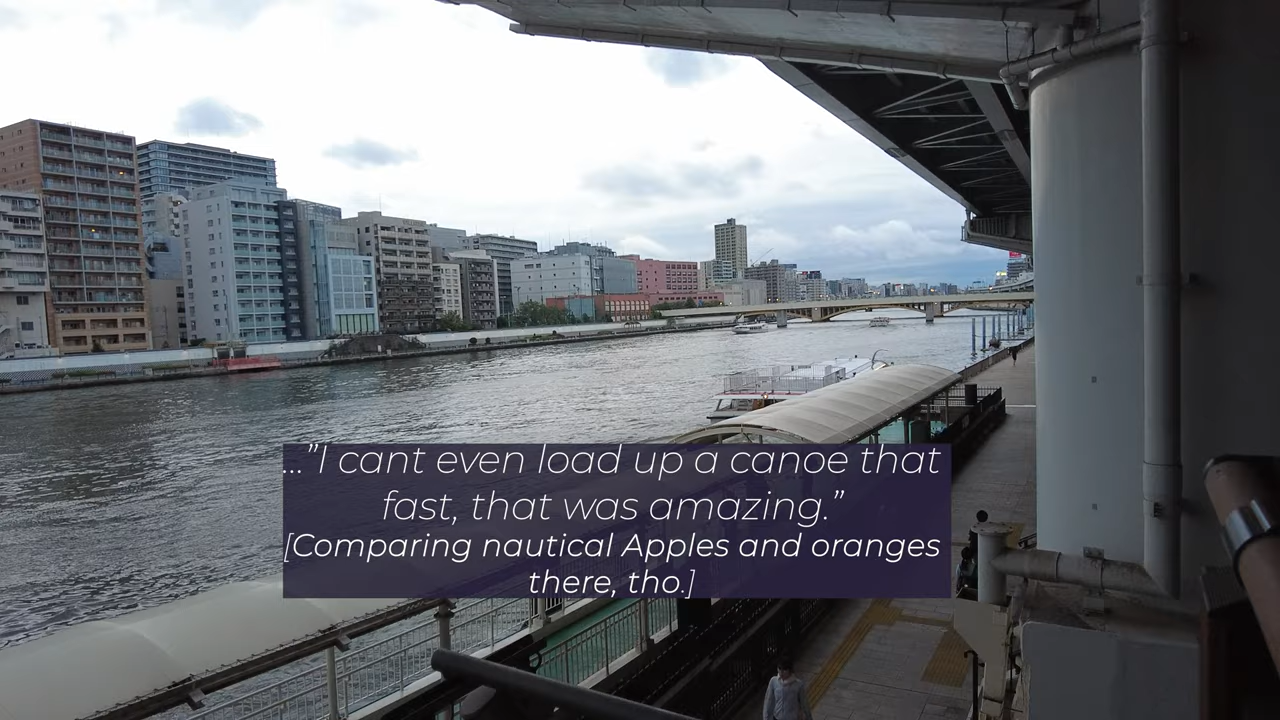 ..."I cant even load up a canoe that
fast, that was amazing.”
[Comparing nautical Apples and oranges
there, tho.]